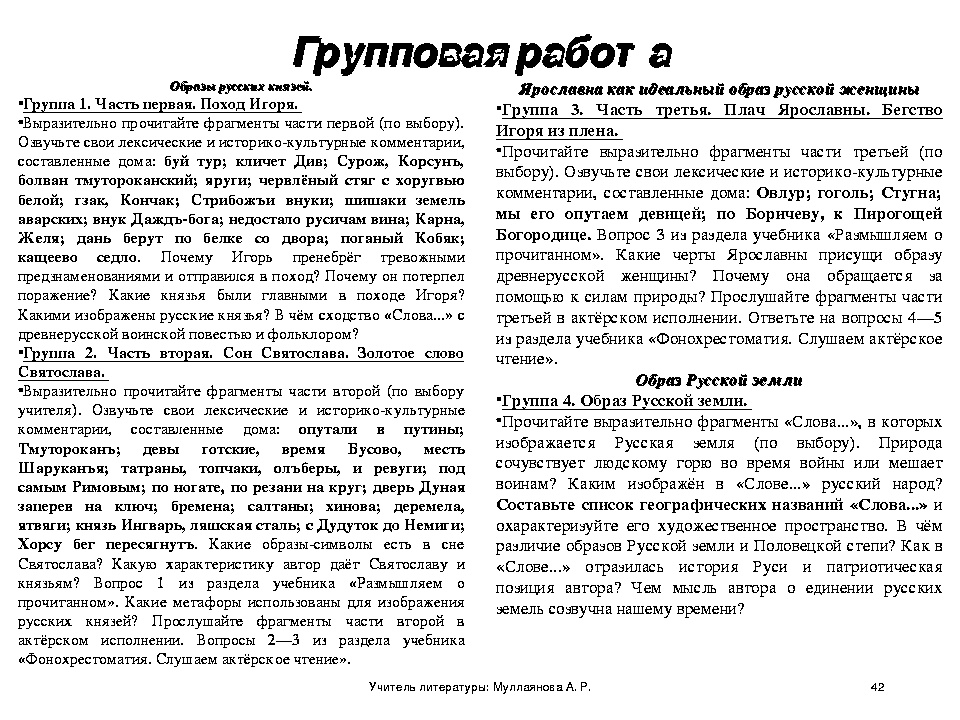 Групповая работ а
Образы русских князей.
•Группа 1. Часть первая. Поход Игоря.
•Выразительно прочитайте фрагменты части первой (по выбору).
Озвучьте свои лексические и историко-культурные комментарии,
составленные дома: буй тур; кличет Див; Сурож, Корсунь,
болван тмутороканский; яруги; червлёный стяг с хоругвью
белой; гзак, Кончак; Стрибожъи внуки; шишаки земель
аварских; внук Даждъ-бога; недостало русичам вина; Карна,
Желя; дань берут по белке со двора; поганый Кобяк;
кащеево седло. Почему Игорь пренебрёг тревожными
предзнаменованиями и отправился в поход? Почему он потерпел
поражение? Какие князья были главными в походе Игоря?
Какими изображены русские князья? В чём сходство «Слова...» с
древнерусской воинской повестью и фольклором?
•Группа 2. Часть вторая. Сон Святослава. Золотое слово
Святослава.
•Выразительно прочитайте фрагменты части второй (по выбору
учителя). Озвучьте свои лексические и историко-культурные
комментарии, составленные дома: опутали в путины;
Тмутороканъ; девы готские, время Бусово, месть
Шаруканъя; татраны, топчаки, олъберы, и ревуги; под
самым Римовым; по ногате, по резани на круг; дверь Дуная
заперев на ключ; бремена; салтаны; хинова; деремела,
ятвяги; князь Ингварь, ляшская сталь; с Дудуток до Немиги;
Хорсу бег пересягнутъ. Какие образы-символы есть в сне
Святослава? Какую характеристику автор даёт Святославу и
князьям? Вопрос 1 из раздела учебника «Размышляем о
прочитанном». Какие метафоры использованы для изображения
русских князей? Прослушайте фрагменты части второй в
актёрском исполнении. Вопросы 2—3 из раздела учебника
«Фонохрестоматия. Слушаем актёрское чтение».
Ярославна как идеальный образ русской женщины
•Группа 3. Часть третья. Плач Ярославны. Бегство
Игоря из плена.
•Прочитайте выразительно фрагменты части третьей (по
выбору). Озвучьте свои лексические и историко-культурные
комментарии, составленные дома: Овлур; гоголь; Стугна;
мы его опутаем девицей; по Боричеву, к Пирогощей
Богородице. Вопрос 3 из раздела учебника «Размышляем о
прочитанном». Какие черты Ярославны присущи образу
древнерусской женщины? Почему она обращается за
помощью к силам природы? Прослушайте фрагменты части
третьей в актёрском исполнении. Ответьте на вопросы 4—5
из раздела учебника «Фонохрестоматия. Слушаем актёрское
чтение».
Образ Русской земли
•Группа 4. Образ Русской земли.
•Прочитайте выразительно фрагменты «Слова...», в которых
изображается Русская земля (по выбору). Природа
сочувствует людскому горю во время войны или мешает
воинам? Каким изображён в «Слове...» русский народ?
Составьте список географических названий «Слова...» и
охарактеризуйте его художественное пространство. В чём
различие образов Русской земли и Половецкой степи? Как в
«Слове...» отразилась история Руси и патриотическая
позиция автора? Чем мысль автора о единении русских
земель созвучна нашему времени?
Учитель литературы: Муллаянова А. Р.
42